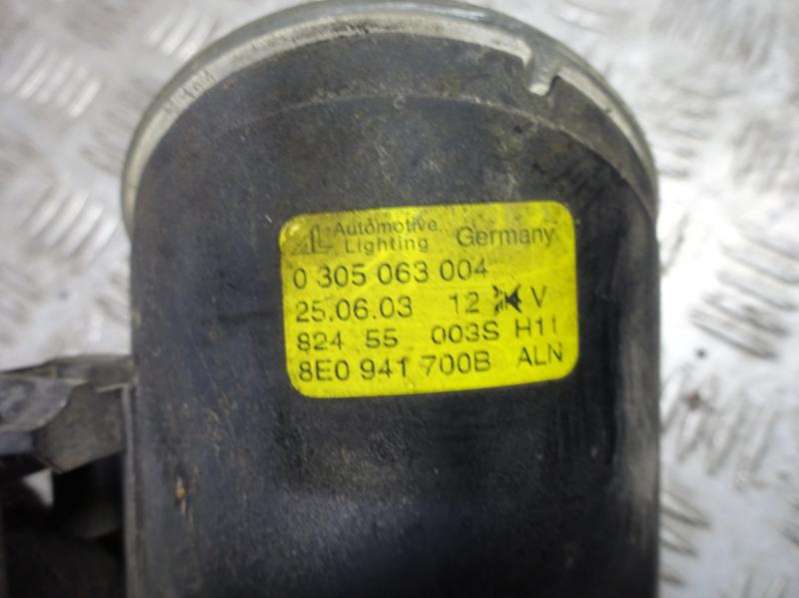 AL Automotive Germany
Lighting
0 305 063 004
25.06.03 12 V
824 55 003S H11
8E0 941 700B ALN